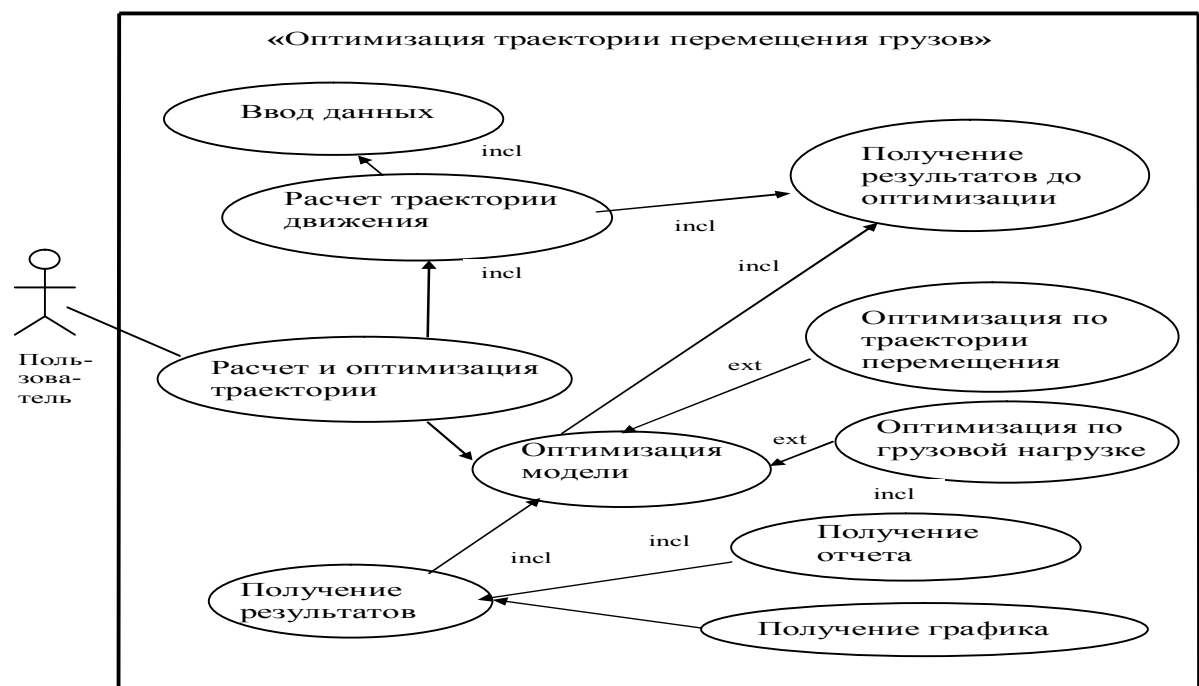 «Оптимизация траектории перемещения грузов»
Ввод данных
incl
Расчет траектории
движения
incl
Получение
результатов до
оптимизации
incl
incl
Поль-
зова-
тель
Расчет и оптимизация
траектории
Оптимизация по
траектории
перемещения
ext
Оптимизация
модели
ext
Оптимизация по
грузовой нагрузке
incl
Получение
отчета
incl
incl
Получение
результатов
Получение графика